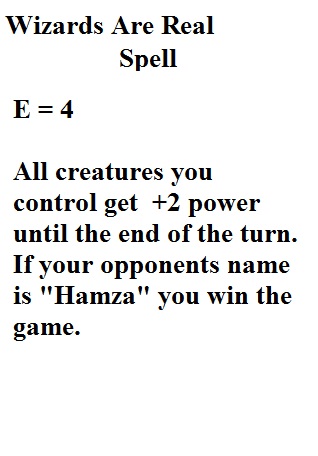 Wizards Are Real
Spell
E = 4
All creatures you
control get +2 power
until the end of the turn.
If your opponents name
is "Hamza" you win the
game.